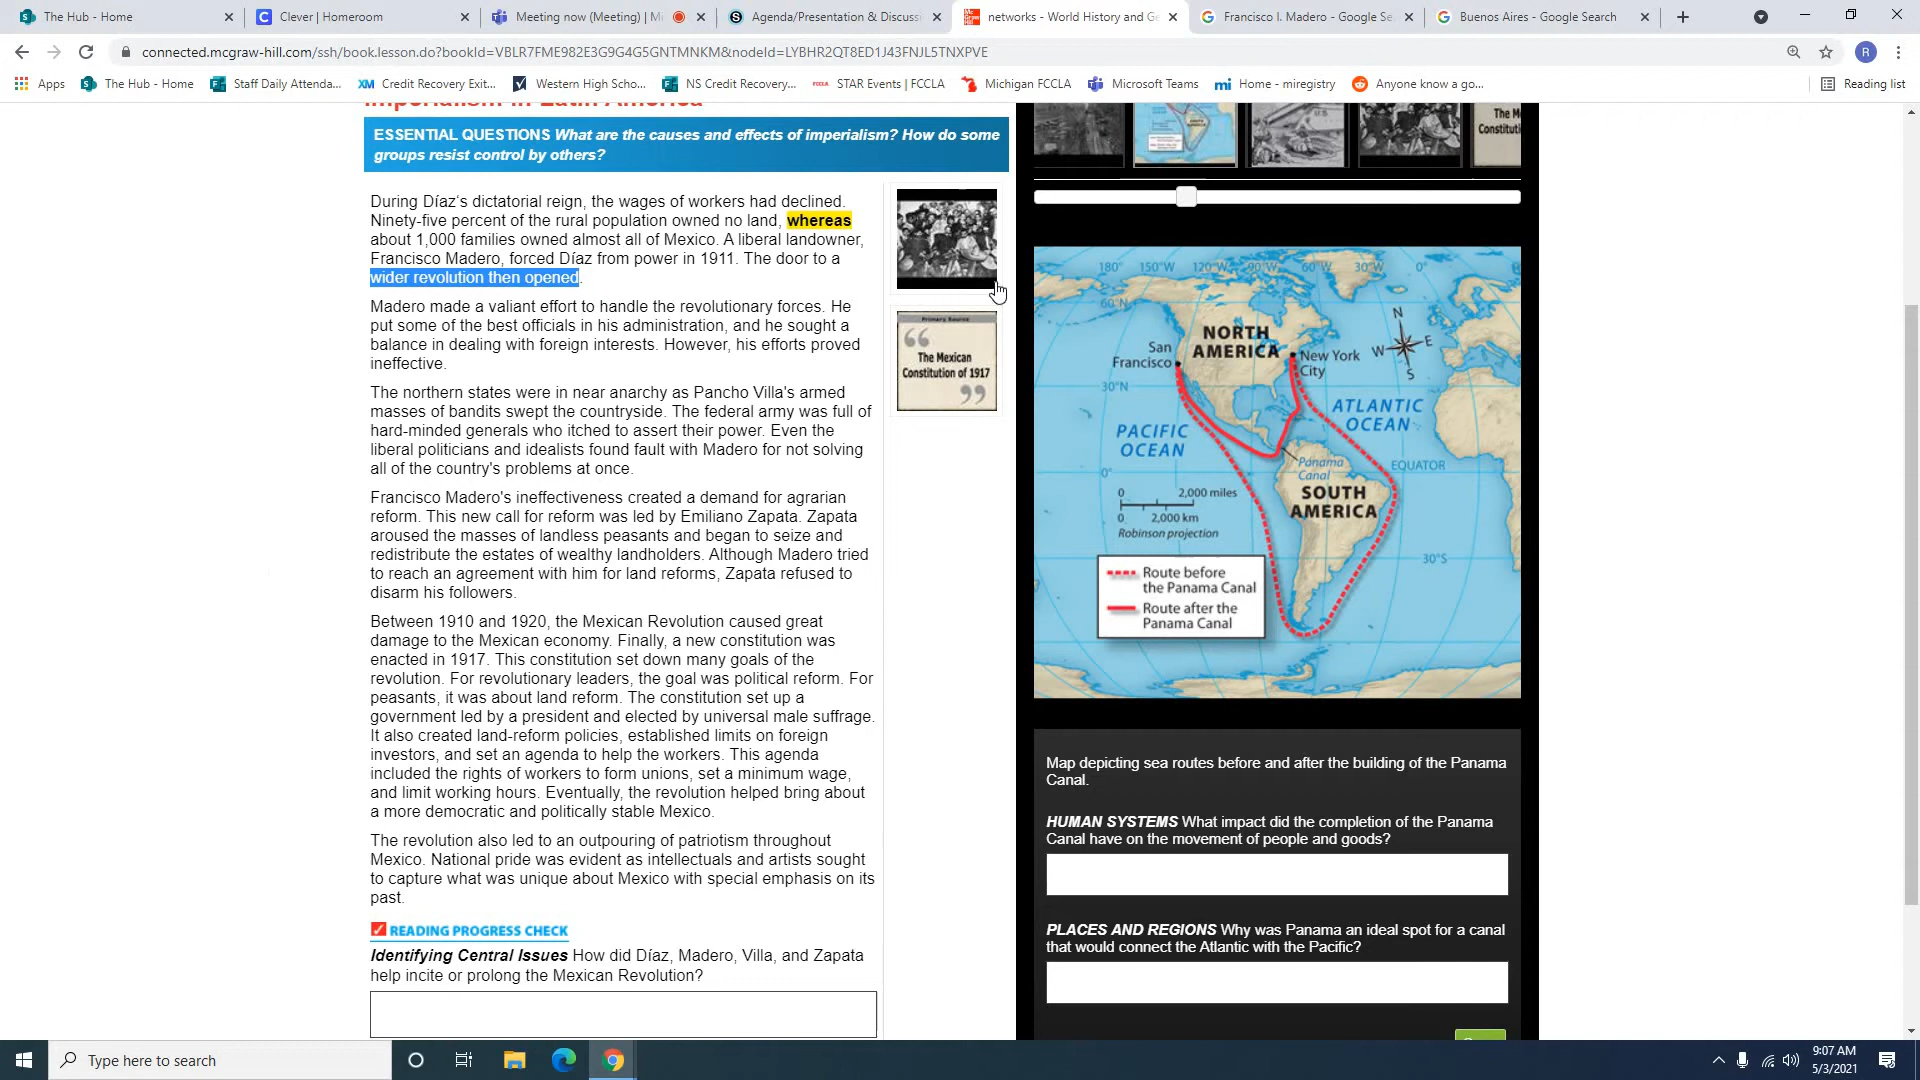 The Hub - Home
Clever | Homeroom
Meeting now (Meeting) | Mi
Agenda/Presentation & Discuss
networks - World History and Ge
Francisco I. Madero - Google Se
Buenos Aires - Google Search
connected.mcgraw-hill.com/ssh/book.lesson.do?bookId=VBLR7FME982E3G9G4G5GNTMNKM&nodeId=LYBHR2QT8ED1J43FNJL5TNXPVE
R
Apps
The Hub - Home
Staff Daily Attenda...
XM Credit Recovery Exit...
Western High Scho...
NS Credit Recovery...
STAR Events | FCCLA
Michigan FCCLA
Microsoft Teams
mi Home - miregistry
Anyone know a go...
Reading list
Imperialism in Latin America
ESSENTIAL QUESTIONS What are the causes and effects of imperialism? How do some
groups resist control by others?
During Díaz's dictatorial reign, the wages of workers had declined.
Ninety-five percent of the rural population owned no land, whereas
about 1,000 families owned almost all of Mexico. A liberal landowner,
Francisco Madero, forced Díaz from power in 1911. The door to a
wider revolution then opened.
Madero made a valiant effort to handle the revolutionary forces. He
put some of the best officials in his administration, and he sought a
balance in dealing with foreign interests. However, his efforts proved
ineffective.
The northern states were in near anarchy as Pancho Villa's armed
masses of bandits swept the countryside. The federal army was full of
hard-minded generals who itched to assert their power. Even the
liberal politicians and idealists found fault with Madero for not solving
all of the country's problems at once.
Francisco Madero's ineffectiveness created a demand for agrarian
reform. This new call for reform was led by Emiliano Zapata. Zapata
aroused the masses of landless peasants and began to seize and
redistribute the estates of wealthy landholders. Although Madero tried
to reach an agreement with him for land reforms, Zapata refused to
disarm his followers.
Between 1910 and 1920, the Mexican Revolution caused great
damage to the Mexican economy. Finally, a new constitution was
enacted in 1917. This constitution set down many goals of the
revolution. For revolutionary leaders, the goal was political reform. For
peasants, it was about land reform. The constitution set up a
government led by a president and elected by universal male suffrage.
It also created land-reform policies, established limits on foreign
investors, and set an agenda to help the workers. This agenda
included the rights of workers to form unions, set a minimum wage,
and limit working hours. Eventually, the revolution helped bring about
a more democratic and politically stable Mexico.
The revolution also led to an outpouring of patriotism throughout
Mexico. National pride was evident as intellectuals and artists sought
to capture what was unique about Mexico with special emphasis on its
past.
READING PROGRESS CHECK
Identifying Central Issues How did Díaz, Madero, Villa, and Zapata
help incite or prolong the Mexican Revolution?
Primary Source
"
The Mexican
Constitution of 1917
"
The M
Constituti
180° 150°W 120°W 90°W 60°W 30°W 0°
60°N
NORTH
AMERICA
San
Francisco
New York
City
N
W E
S
30°N
ATLANTIC
OCEAN
PACIFIC
OCEAN
Panama
Canal
EQUATOR
0°
0 2,000 miles
0 2,000 km
Robinson projection
SOUTH
AMERICA
30°S
Route before
the Panama Canal
Route after the
Panama Canal
Map depicting sea routes before and after the building of the Panama
Canal.
HUMAN SYSTEMS What impact did the completion of the Panama
Canal have on the movement of people and goods?
PLACES AND REGIONS Why was Panama an ideal spot for a canal
that would connect the Atlantic with the Pacific?
Type here to search
9:07 AM
5/3/2021